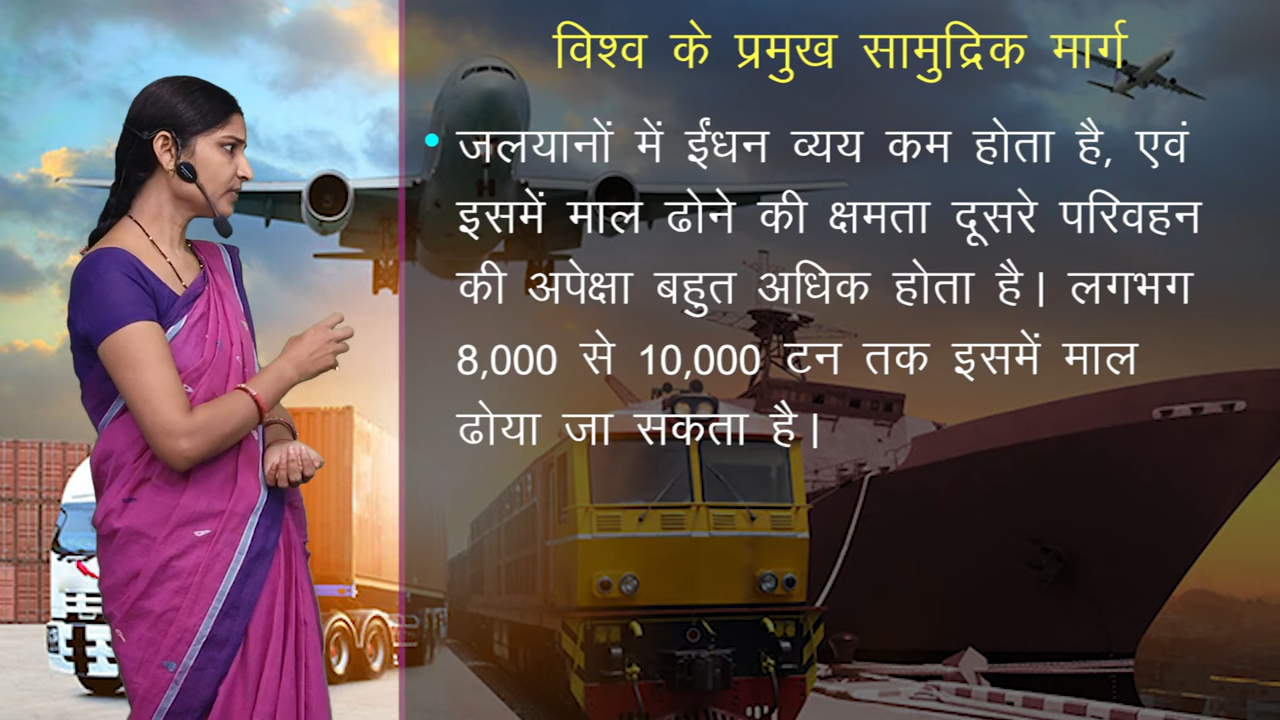 विश्व के प्रमुख सामुद्रिक मार्ग
• जलयानों में ईंधन व्यय कम होता है, एवं
इसमें माल ढोने की क्षमता दूसरे परिवहन
की अपेक्षा बहुत अधिक होता है। लगभग
8,000 से 10,000 टन तक इसमें माल
ढोया जा सकता है।